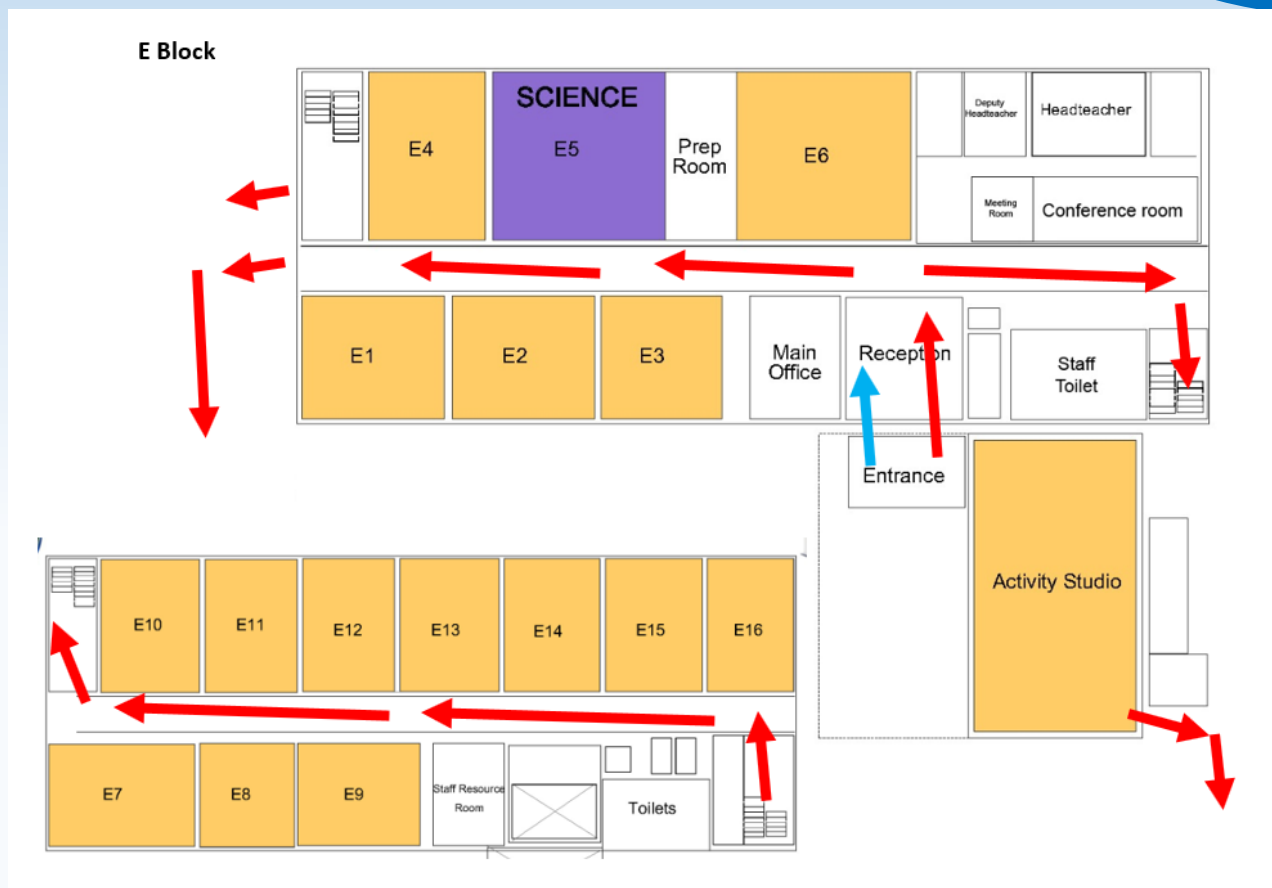 E Block
SCIENCE
E4
E5
Prep
Room
E6
Deputy
Headteacher
Headteacher
Meeting
Room
Conference room
E1
E2
E3
Main
Office
Reception
Staff
Toilet
Entrance
Activity Studio
E10
E11
E12
E13
E14
E15
E16
E7
E8
E9
Staff Resource
Room
Toilets